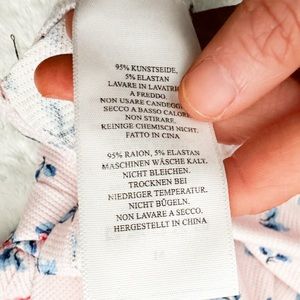 95% KUNSTSEIDE,
5% ELASTAN
LAVARE IN LAVATRICE
A FREDDO.
NON USARE CANDEGGI
SECCO A BASSO CALORE
NON STIRARE.
KEINIGE CHEMISCH NICHT.
FATTO IN CINA
95% RAION, 5% ELASTAN
MASCHINEN WÄSCHE KALY.
NICHT BLEICHEN.
TROCKNEN BEI
NIEDRIGER TEMPERATUR.
NICHT BÜGELN.
NON LAVARE A SECCO.
HERGESTELLT IN CHINA